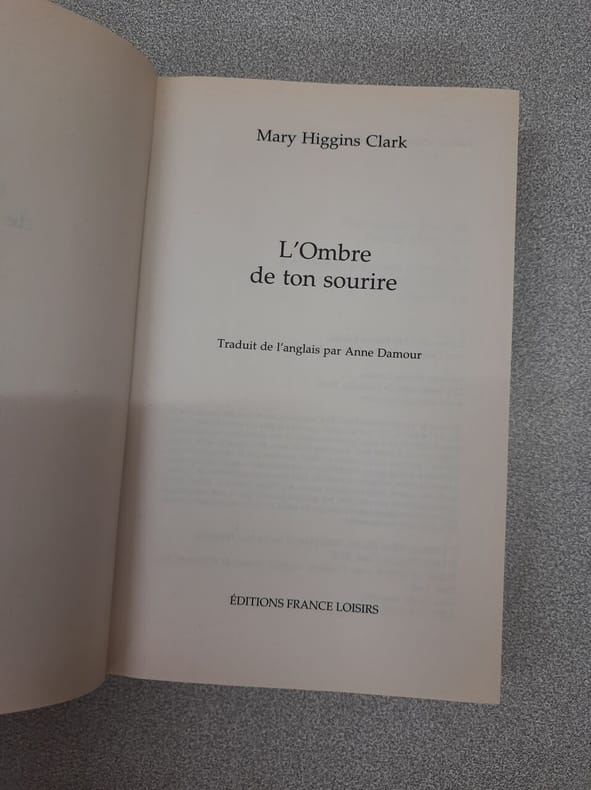 Mary Higgins Clark
L'Ombre
de ton sourire
Traduit de l'anglais par Anne Damour
ÉDITIONS FRANCE LOISIRS